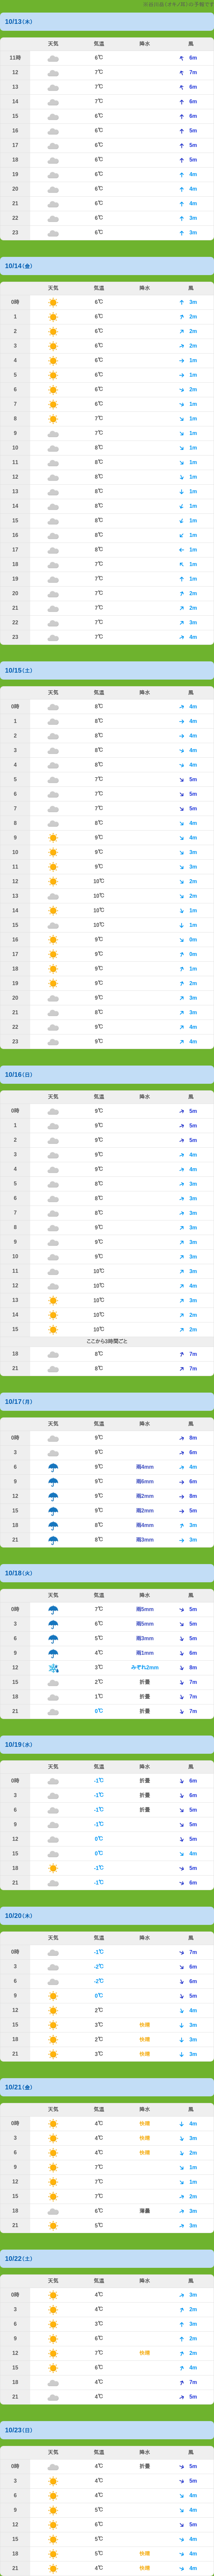 10/13(木)
天気 気温 降水 風
11時 6℃ 6m
12 7℃ 7m
13 7℃ 6m
14 7℃ 6m
15 6℃ 6m
16 6℃ 5m
17 6℃ 5m
18 6℃ 5m
19 6℃ 4m
20 6℃ 4m
21 6℃ 4m
22 6℃ 3m
23 6℃ 3m
10/14(金)
天気 気温 降水 風
0時 6℃ 3m
1 6℃ 2m
2 6℃ 2m
3 6℃ 2m
4 6℃ 1m
5 6℃ 1m
6 6℃ 2m
7 6℃ 1m
8 7℃ 1m
9 7℃ 1m
10 8℃ 1m
11 8℃ 1m
12 8℃ 1m
13 8℃ 1m
14 8℃ 1m
15 8℃ 1m
16 8℃ 1m
17 8℃ 1m
18 7℃ 1m
19 7℃ 1m
20 7℃ 2m
21 7℃ 2m
22 7℃ 3m
23 7℃ 4m
10/15(土)
天気 気温 降水 風
0時 8℃ 4m
1 8℃ 4m
2 8℃ 4m
3 8℃ 4m
4 8℃ 4m
5 7℃ 5m
6 7℃ 5m
7 7℃ 5m
8 8℃ 4m
9 9℃ 4m
10 9℃ 3m
11 9℃ 3m
12 10℃ 2m
13 10℃ 2m
14 10℃ 1m
15 10℃ 1m
16 9℃ 0m
17 9℃ 0m
18 9℃ 1m
19 9℃ 2m
20 9℃ 3m
21 8℃ 3m
22 9℃ 4m
23 9℃ 4m
10/16(日)
天気 気温 降水 風
0時 9℃ 5m
1 9℃ 5m
2 9℃ 5m
3 9℃ 4m
4 9℃ 4m
5 8℃ 3m
6 8℃ 3m
7 8℃ 3m
8 9℃ 3m
9 9℃ 3m
10 9℃ 3m
11 10℃ 3m
12 10℃ 4m
13 10℃ 3m
14 10℃ 2m
15 10℃ 2m
ここから3時間ごと
18 8℃ 7m
21 8℃ 7m
10/17(月)
天気 気温 降水 風
0時 9℃ 8m
3 9℃ 6m
6 9℃ 雨4mm 4m
9 9℃ 雨6mm 6m
12 9℃ 雨2mm 8m
15 9℃ 雨2mm 5m
18 8℃ 雨4mm 3m
21 8℃ 雨3mm 3m
10/18(火)
天気 気温 降水 風
0時 7℃ 雨5mm 5m
3 6℃ 雨5mm 5m
6 5℃ 雨3mm 5m
9 4℃ 雨1mm 6m
12 3℃ みぞれ2mm 8m
15 2℃ 折曇 7m
18 1℃ 折曇 7m
21 0℃ 折曇 7m
10/19(水)
天気 気温 降水 風
0時 -1℃ 折曇 6m
3 -1℃ 折曇 6m
6 -1℃ 折曇 5m
9 -1℃ 5m
12 0℃ 5m
15 0℃ 4m
18 -1℃ 5m
21 -1℃ 6m
10/20(木)
天気 気温 降水 風
0時 -1℃ 7m
3 -2℃ 6m
6 -2℃ 6m
9 0℃ 5m
12 2℃ 4m
15 3℃ 快晴 3m
18 2℃ 快晴 3m
21 3℃ 快晴 3m
10/21(金)
天気 気温 降水 風
0時 4℃ 快晴 4m
3 4℃ 快晴 3m
6 4℃ 快晴 2m
9 7℃ 1m
12 7℃ 1m
15 7℃ 2m
18 6℃ 薄曇 3m
21 5℃ 3m
10/22(土)
天気 気温 降水 風
0時 4℃ 3m
3 4℃ 2m
6 3℃ 3m
9 6℃ 2m
12 7℃ 快晴 2m
15 6℃ 4m
18 4℃ 7m
21 4℃ 5m
10/23(日)
天気 気温 降水 風
0時 4℃ 折曇 5m
3 4℃ 5m
6 4℃ 4m
9 5℃ 4m
12 6℃ 5m
15 5℃ 4m
18 5℃ 快晴 4m
21 4℃ 快晴 4m